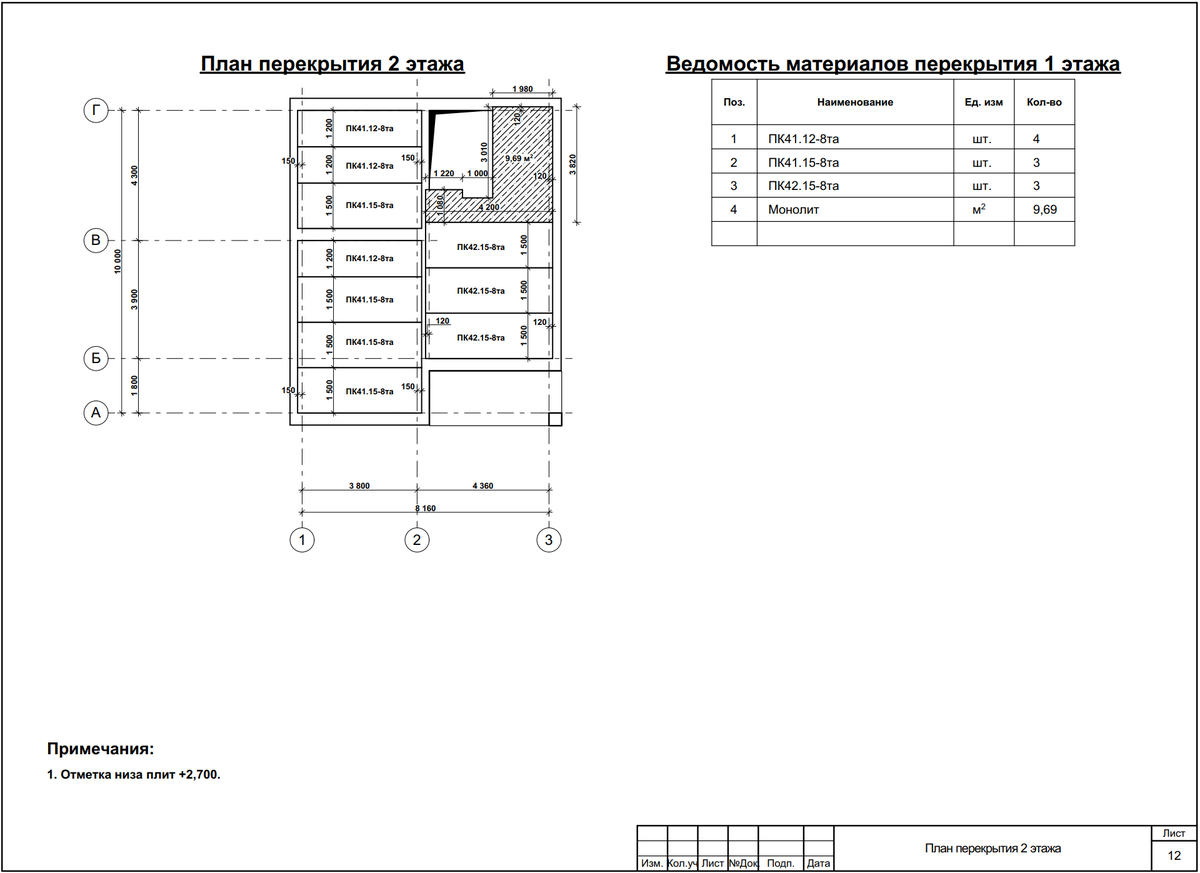 План перекрытия 2 этажа
Ведомость материалов перекрытия 1 этажа
Поз. Наименование Ед. изм Кол-во
1 ПК41.12-8та шт. 4
2 ПК41.15-8та шт. 3
3 ПК42.15-8та шт. 3
4 Монолит м² 9,69
Г
В
Б
А
10 000
4 300
3 900
1 800
1 980
120
150
1 200
ПК41.12-8та
1 200
ПК41.12-8та
150
1 500
ПК41.15-8та
3 010
9,69 м²
3 820
1 220
1 000
120
1 080
4 200
1 200
ПК41.12-8та
1 500
ПК41.15-8та
1 500
ПК41.15-8та
150
1 500
ПК41.15-8та
150
ПК42.15-8та
1 500
ПК42.15-8та
1 500
120
ПК42.15-8та
1 500
120
3 800
4 360
8 160
1
2
3
Примечания:
1. Отметка низа плит +2,700.
Изм. Кол.уч Лист №Док Подп. Дата
План перекрытия 2 этажа
Лист
12